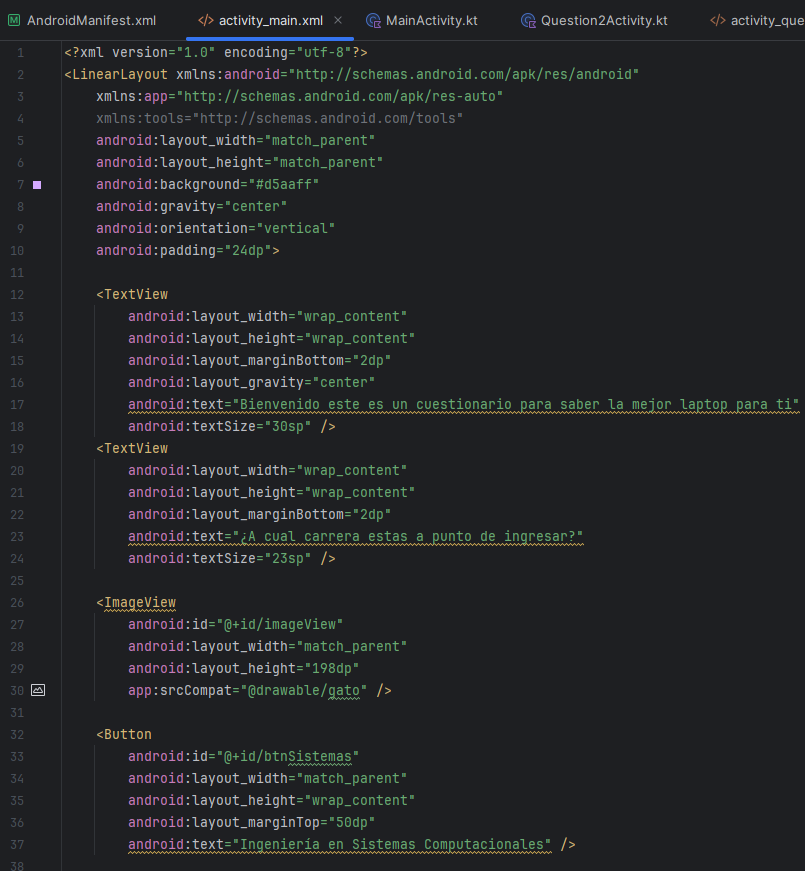 AndroidManifest.xml activity_main.xml MainActivity.kt Question2Activity.kt activity_que
1 <?xml version="1.0" encoding="utf-8"?>
2 <LinearLayout xmlns:android="http://schemas.android.com/apk/res/android"
3 xmlns:app="http://schemas.android.com/apk/res-auto"
4 xmlns:tools="http://schemas.android.com/tools"
5 android:layout_width="match_parent"
6 android:layout_height="match_parent"
7 android:background="#d5aaff"
8 android:gravity="center"
9 android:orientation="vertical"
10 android:padding="24dp">
11
12 <TextView
13 android:layout_width="wrap_content"
14 android:layout_height="wrap_content"
15 android:layout_marginBottom="2dp"
16 android:layout_gravity="center"
17 android:text="Bienvenido este es un cuestionario para saber la mejor laptop para ti"
18 android:textSize="30sp" />
19 <TextView
20 android:layout_width="wrap_content"
21 android:layout_height="wrap_content"
22 android:layout_marginBottom="2dp"
23 android:text="¿A cual carrera estas a punto de ingresar?"
24 android:textSize="23sp" />
25
26 <ImageView
27 android:id="@+id/imageView"
28 android:layout_width="match_parent"
29 android:layout_height="198dp"
30 app:srcCompat="@drawable/gato" />
31
32 <Button
33 android:id="@+id/btnSistemas"
34 android:layout_width="match_parent"
35 android:layout_height="wrap_content"
36 android:layout_marginTop="50dp"
37 android:text="Ingeniería en Sistemas Computacionales" />
38